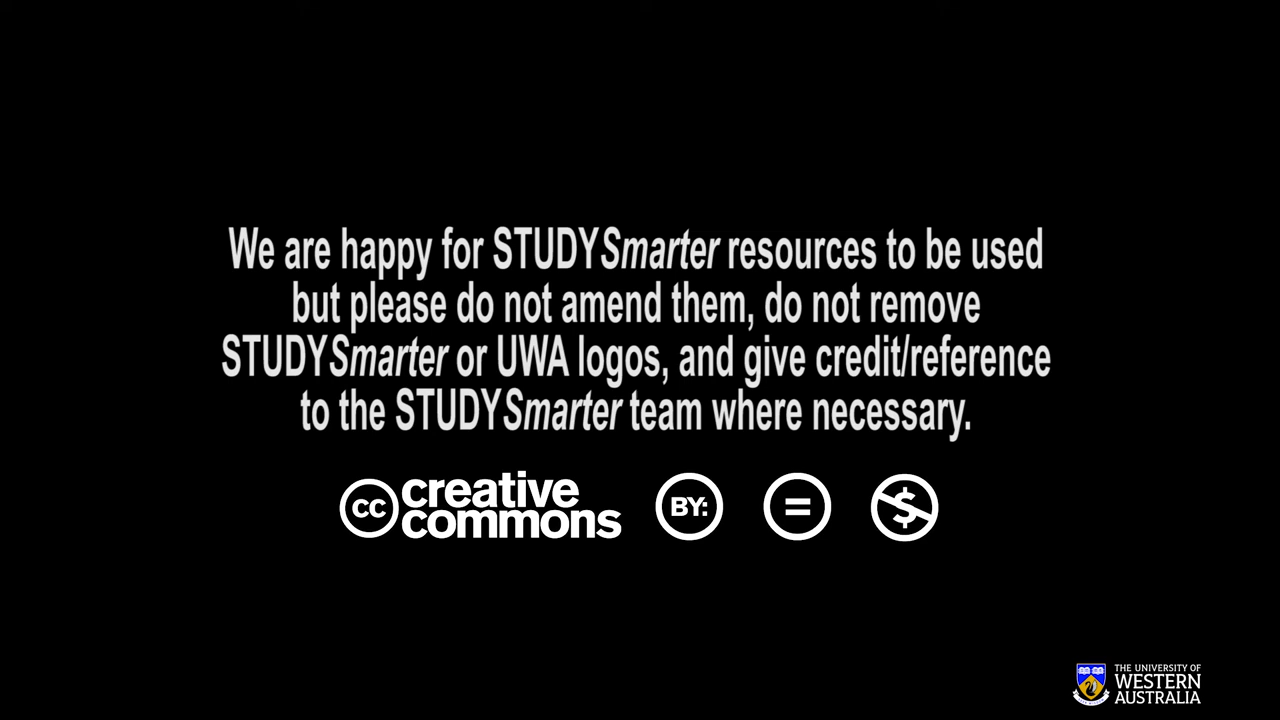 We are happy for STUDYSmarter resources to be used
but please do not amend them, do not remove
STUDYSmarter or UWA logos, and give credit/reference
to the STUDYSmarter team where necessary.
cc creative
commons
BY:
=
$
THE UNIVERSITY OF
WESTERN
AUSTRALIA